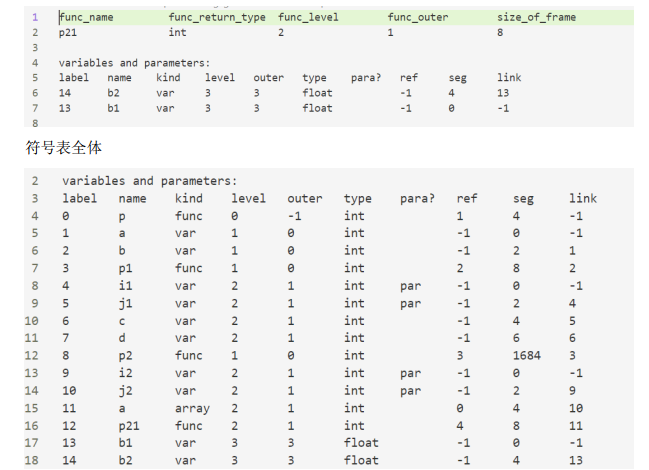 1 func_name func_return_type func_level func_outer size_of_frame
2 p21 int 2 1 8
3
4 variables and parameters:
5 label name kind level outer type para? ref seg link
6 14 b2 var 3 3 float -1 4 13
7 13 b1 var 3 3 float -1 0 -1
8
符号表全体
2 variables and parameters:
3 label name kind level outer type para? ref seg link
4 0 p func 0 -1 int 1 4 -1
5 1 a var 1 0 int -1 0 -1
6 2 b var 1 0 int -1 2 1
7 3 p1 func 1 0 int 2 8 2
8 4 i1 var 2 1 int par -1 0 -1
9 5 j1 var 2 1 int par -1 2 4
10 6 c var 2 1 int -1 4 5
11 7 d var 2 1 int -1 6 6
12 8 p2 func 1 0 int 3 1684 3
13 9 i2 var 2 1 int par -1 0 -1
14 10 j2 var 2 1 int par -1 2 9
15 11 a array 2 1 int 0 4 10
16 12 p21 func 2 1 int 4 8 11
17 13 b1 var 3 3 float -1 0 -1
18 14 b2 var 3 3 float -1 4 13